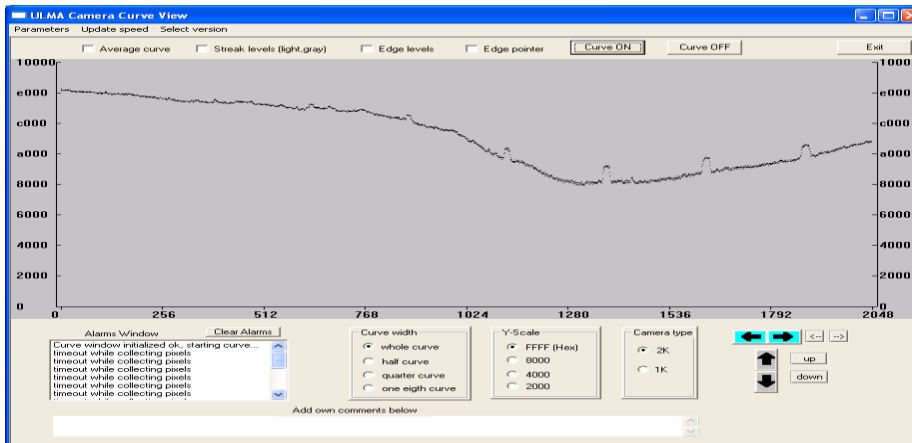 ULMA Camera Curve View
Parameters Update speed Select version
Average curve Streak levels (light,gray) Edge levels Edge pointer Curve ON Curve OFF Exit
10000 1000
e000 e000
c000 c000
a000 a000
8000 8000
6000 6000
4000 4000
2000 2000
0 0
0 256 512 768 1024 1280 1536 1792 2048
Alarms Window Clear Alarms
Curve window initialized ok, starting curve...
timeout while collecting pixels
timeout while collecting pixels
timeout while collecting pixels
timeout while collecting pixels
timeout while collecting pixels
Curve width
whole curve
half curve
quarter curve
one eigth curve
Y-Scale
FFFF (Hex)
8000
4000
2000
Camera type
2K
1K
<-- -->
up
down
Add own comments below